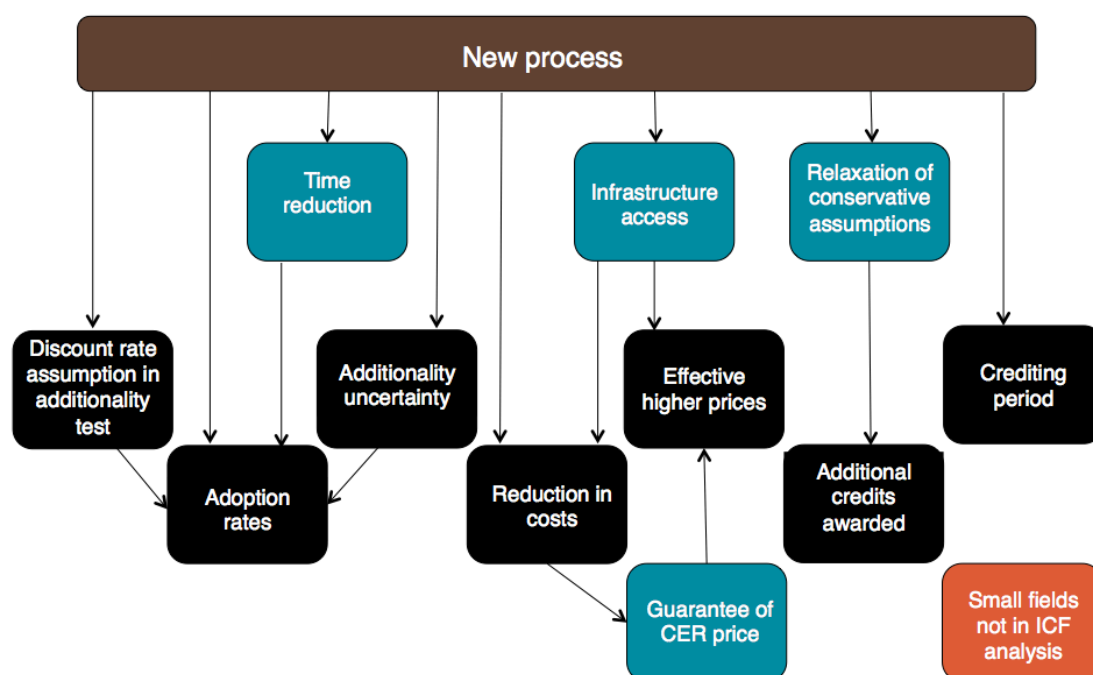 New process
Time
reduction
Infrastructure
access
Relaxation of
conservative
assumptions
Discount rate
assumption in
additionality
test
Additionality
uncertainty
Effective
higher prices
Crediting
period
Adoption
rates
Reduction in
costs
Additional
credits
awarded
Guarantee of
CER price
Small fields
not in ICF
analysis